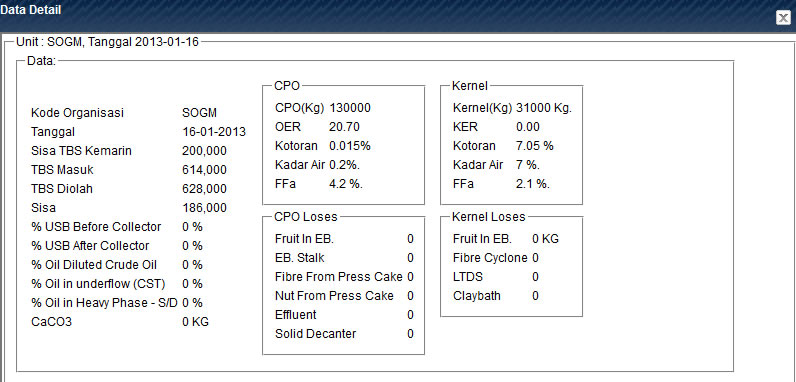 Data Detail
Unit : SOGM, Tanggal 2013-01-16
Data:
Kode Organisasi SOGM
Tanggal 16-01-2013
Sisa TBS Kemarin 200,000
TBS Masuk 614,000
TBS Diolah 628,000
Sisa 186,000
% USB Before Collector 0 %
% USB After Collector 0 %
% Oil Diluted Crude Oil 0 %
% Oil in underflow (CST) 0 %
% Oil in Heavy Phase - S/D 0 %
CaCO3 0 KG
CPO
CPO(Kg) 130000
OER 20.70
Kotoran 0.015%
Kadar Air 0.2%.
FFa 4.2 %.
Kernel
Kernel(Kg) 31000 Kg.
KER 0.00
Kotoran 7.05 %
Kadar Air 7 %.
FFa 2.1 %.
CPO Loses
Fruit In EB. 0
EB. Stalk 0
Fibre From Press Cake 0
Nut From Press Cake 0
Effluent 0
Solid Decanter 0
Kernel Loses
Fruit In EB. 0 KG
Fibre Cyclone 0
LTDS 0
Claybath 0